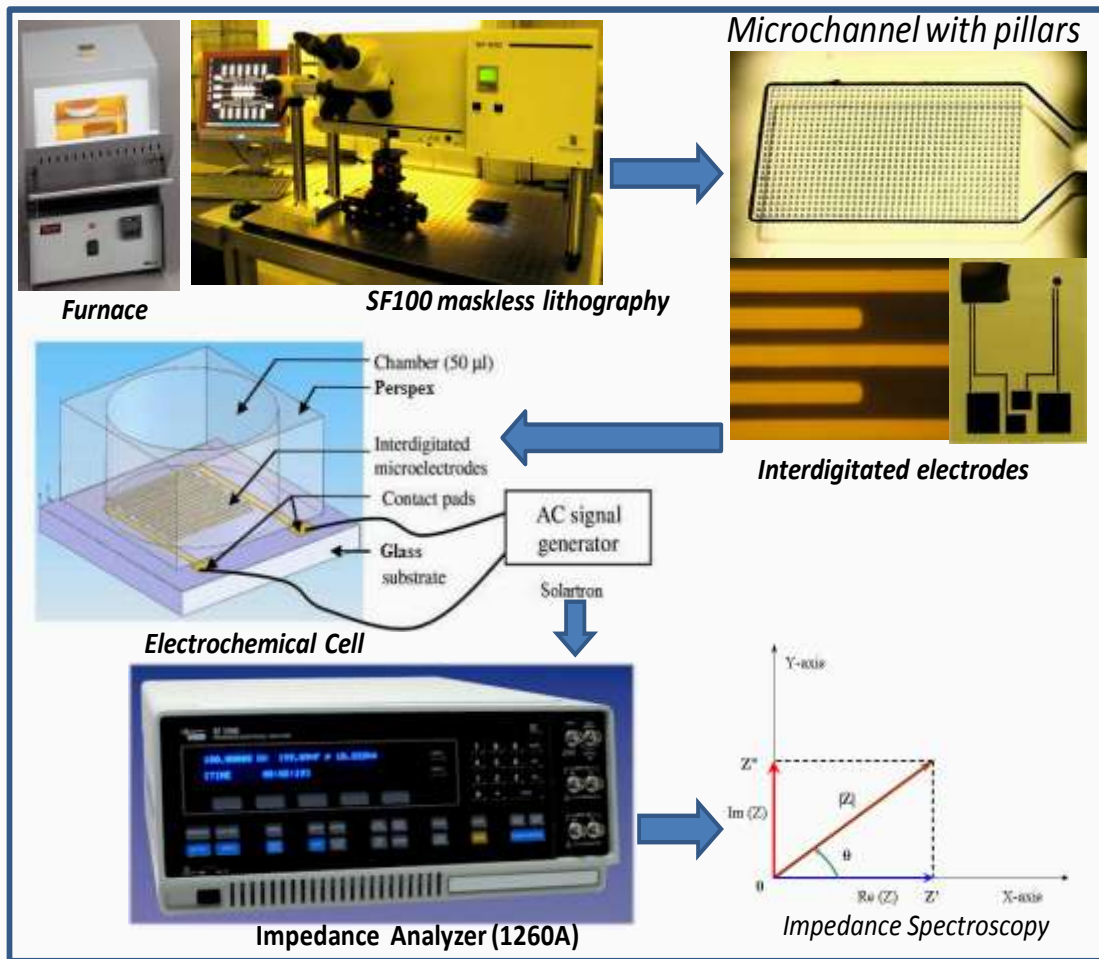 Microchannel with pillars
Furnace
SF100 maskless lithography
Interdigitated electrodes
Chamber (50 µl)
Perspex
Interdigitated
microelectrodes
Contact pads
Glass
substrate
AC signal
generator
Solartron
Electrochemical Cell
Impedance Analyzer (1260A)
Y-axis
Z"
|Z|
Im (Z)
θ
0
Re (Z)
Z'
X-axis
Impedance Spectroscopy